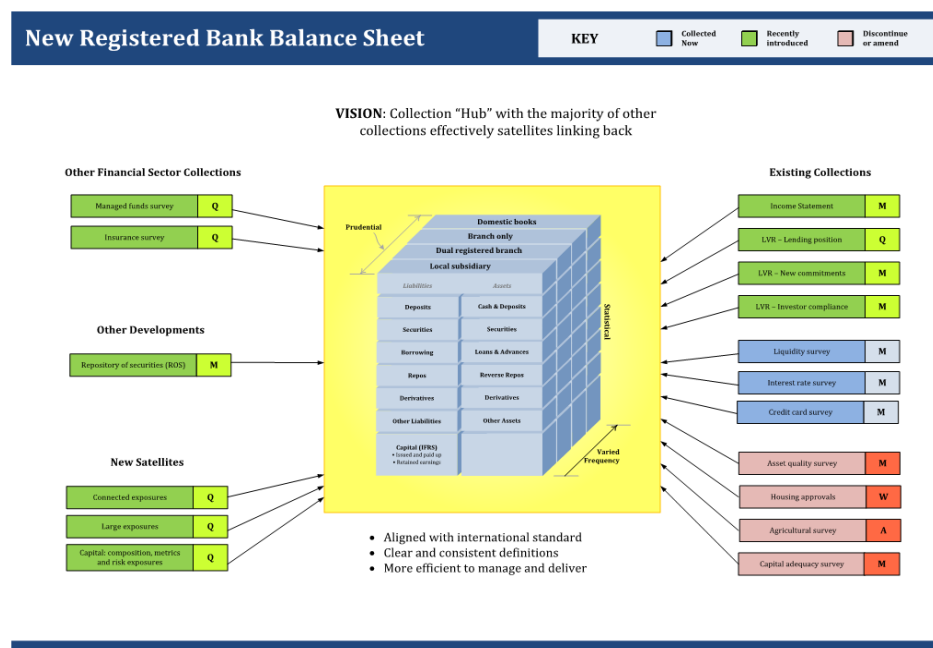 New Registered Bank Balance Sheet
KEY
Collected
Now
Recently
introduced
Discontinue
or amend
VISION: Collection “Hub” with the majority of other
collections effectively satellites linking back
Other Financial Sector Collections
Managed funds survey Q
Insurance survey Q
Other Developments
Repository of securities (ROS) M
New Satellites
Connected exposures Q
Large exposures Q
Capital: composition, metrics
and risk exposures Q
Prudential
Domestic books
Branch only
Dual registered branch
Local subsidiary
Liabilities Assets
Deposits Cash & Deposits
Securities Securities
Borrowing Loans & Advances
Repos Reverse Repos
Derivatives Derivatives
Other Liabilities Other Assets
Capital (IFRS)
• Issued and paid up
• Retained earnings
Statistical
Varied
Frequency
• Aligned with international standard
• Clear and consistent definitions
• More efficient to manage and deliver
Existing Collections
Income Statement M
LVR – Lending position Q
LVR – New commitments M
LVR – Investor compliance M
Liquidity survey M
Interest rate survey M
Credit card survey M
Asset quality survey M
Housing approvals W
Agricultural survey A
Capital adequacy survey M